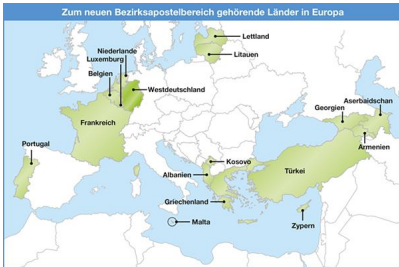 Zum neuen Bezirksapostelbereich gehörende Länder in Europa
Lettland
Litauen
Niederlande
Luxemburg
Belgien
Westdeutschland
Frankreich
Portugal
Aserbaidschan
Georgien
Armenien
Kosovo
Türkei
Albanien
Griechenland
Malta
Zypern